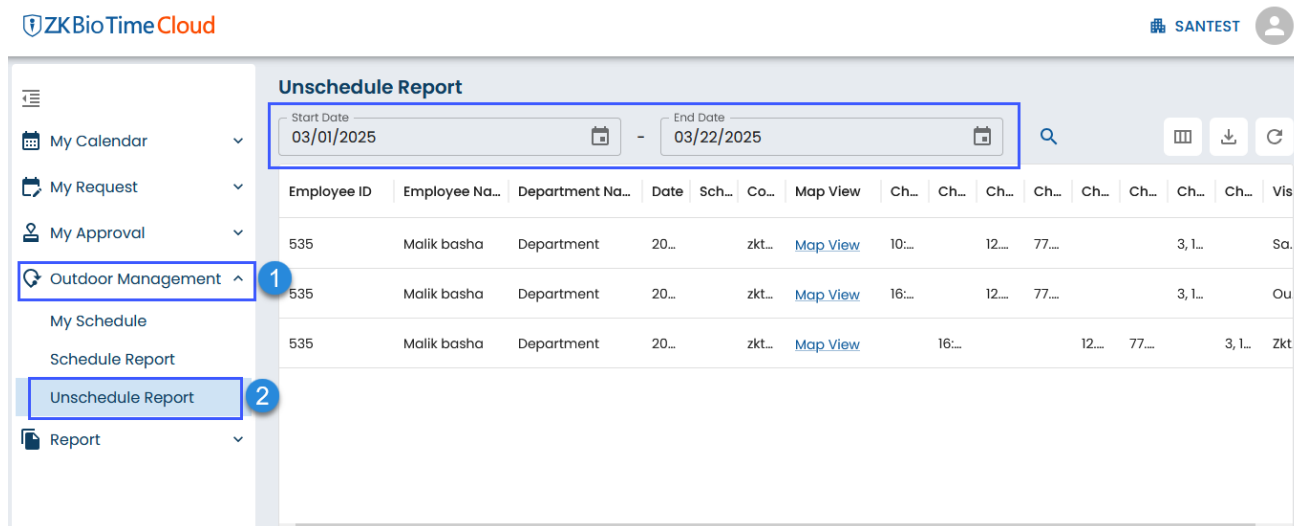 ZKBioTime Cloud
SANTEST
Unschedule Report
Start Date
03/01/2025
-
End Date
03/22/2025
My Calendar
My Request
My Approval
Outdoor Management
1
My Schedule
Schedule Report
Unschedule Report
2
Report
Employee ID Employee Na... Department Na... Date Sch... Co... Map View Ch... Ch... Ch... Ch... Ch... Ch... Ch... Ch... Vis
535 Malik basha Department 20... zkt... Map View 10:... 12.... 77.... 3, 1... Sa.
535 Malik basha Department 20... zkt... Map View 16:... 12.... 77.... 3, 1... Ou
535 Malik basha Department 20... zkt... Map View 16:... 12.... 77.... 3, 1... Zkt